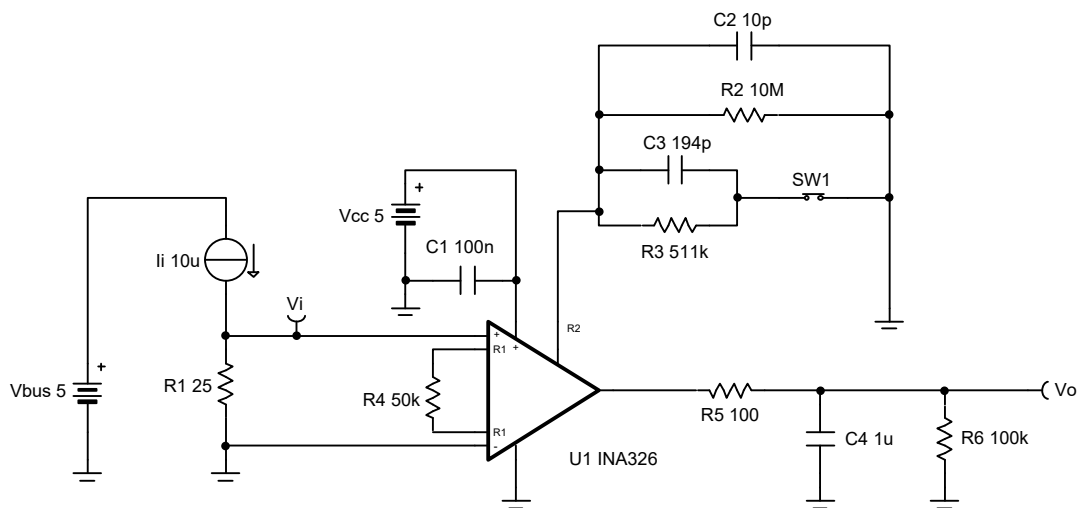 C2 10p
R2 10M
C3 194p
SW1
R3 511k
+
Vcc 5
C1 100n
Ii 10u
Vi
+
Vbus 5
R1 25
R4 50k
+
+
R1
R1
-
R2
U1 INA326
R5 100
Vo
C4 1u
R6 100k